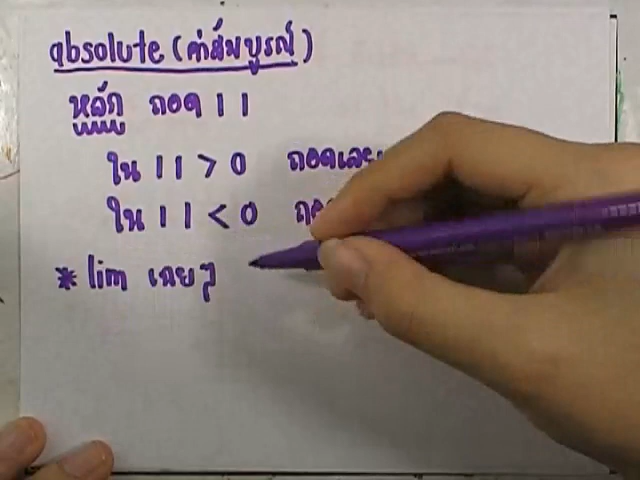 absolute (ค่าสัมบูรณ์)
หลัก ถอด | |
ใน | | > 0 ถอดเลย
ใน | | < 0
* lim เฉยๆ